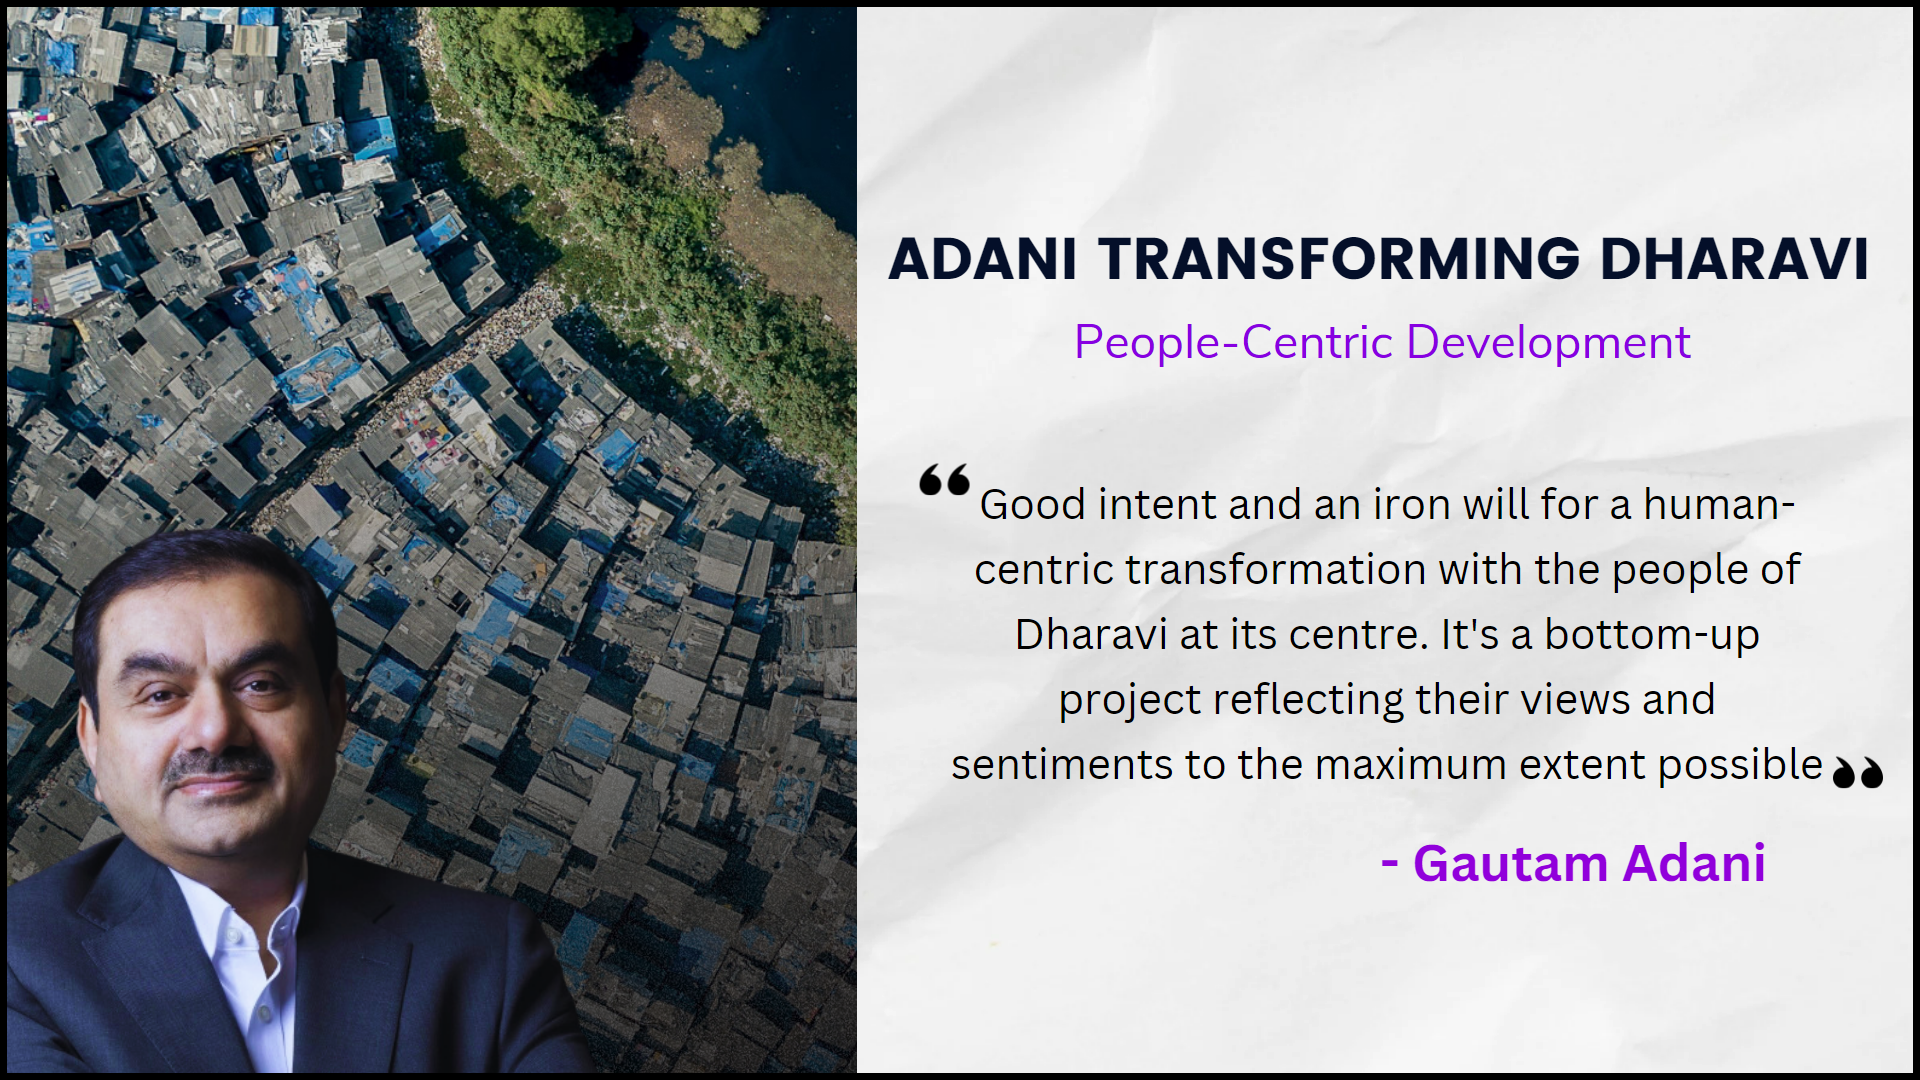 ADANI TRANSFORMING DHARAVI
People-Centric Development
“Good intent and an iron will for a human-
centric transformation with the people of
Dharavi at its centre. It's a bottom-up
project reflecting their views and
sentiments to the maximum extent possible”
- Gautam Adani